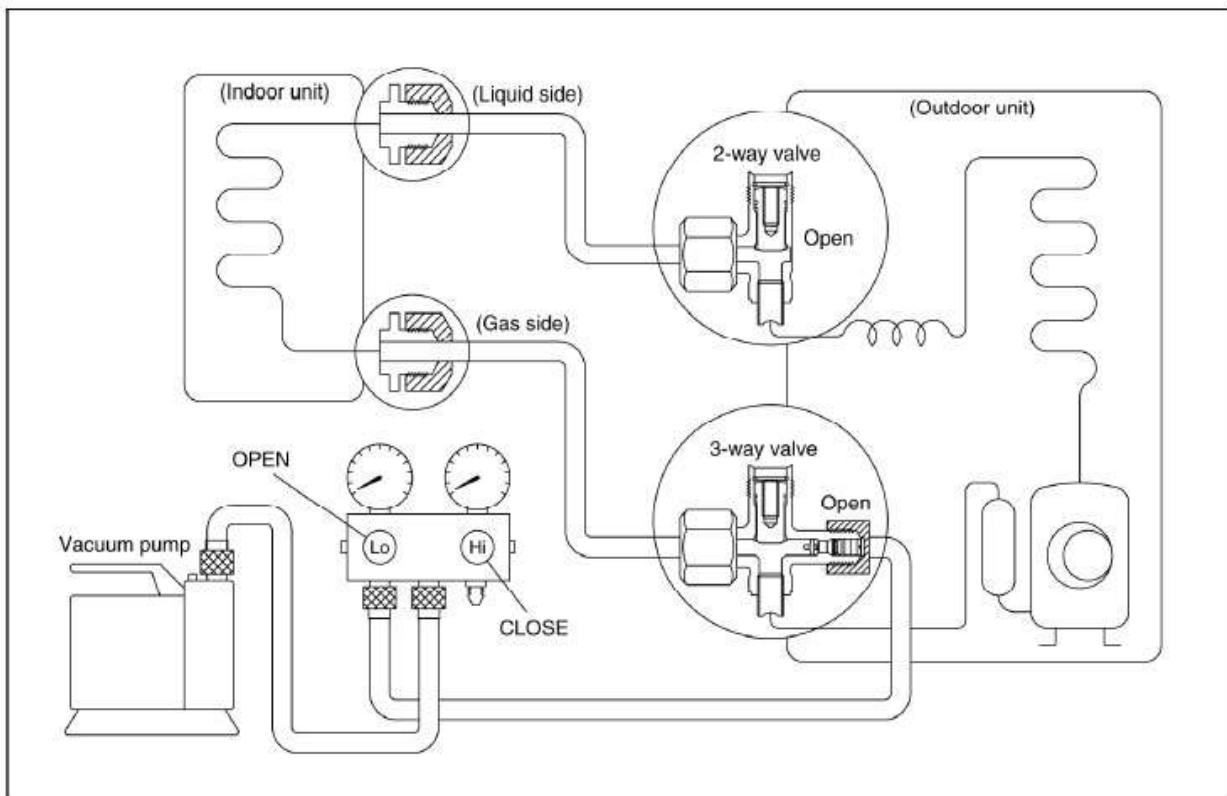 (Indoor unit)
(Liquid side)
(Outdoor unit)
2-way valve
Open
(Gas side)
3-way valve
Open
OPEN
Lo
Hi
Vacuum pump
CLOSE